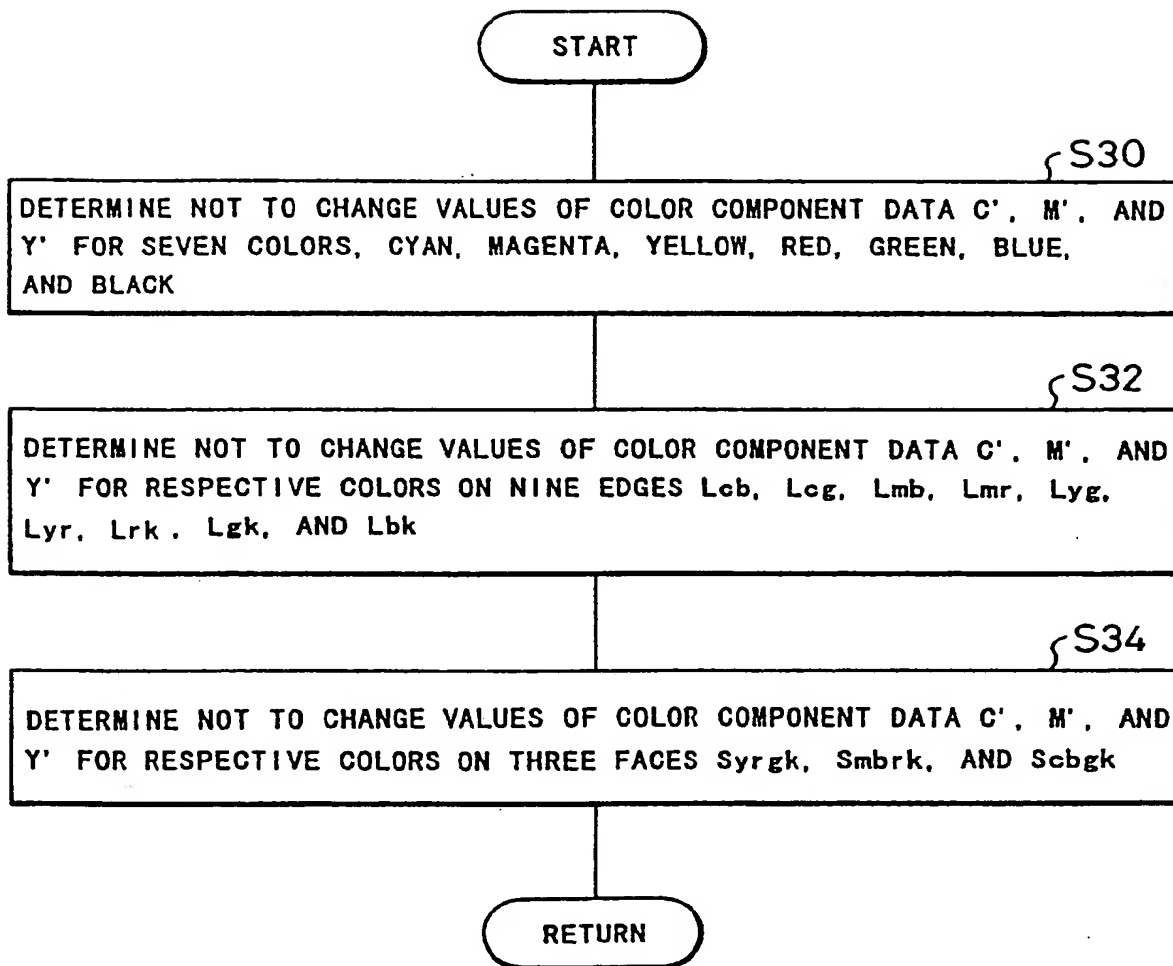 START
S30
DETERMINE NOT TO CHANGE VALUES OF COLOR COMPONENT DATA C', M', AND
Y' FOR SEVEN COLORS, CYAN, MAGENTA, YELLOW, RED, GREEN, BLUE,
AND BLACK
S32
DETERMINE NOT TO CHANGE VALUES OF COLOR COMPONENT DATA C', M', AND
Y' FOR RESPECTIVE COLORS ON NINE EDGES Lcb, Lcg, Lmb, Lmr, Lyg,
Lyr, Lrk, Lgk, AND Lbk
S34
DETERMINE NOT TO CHANGE VALUES OF COLOR COMPONENT DATA C', M', AND
Y' FOR RESPECTIVE COLORS ON THREE FACES Syrgk, Smbrk, AND Scbgk
RETURN